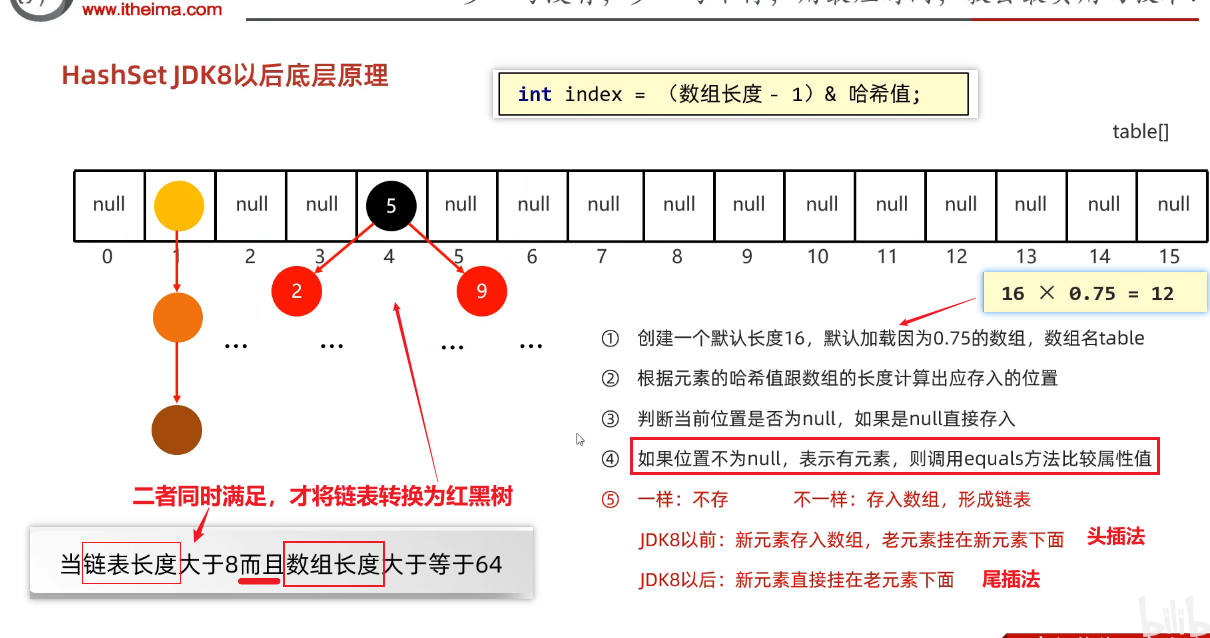 www.itheima.com
HashSet JDK8以后底层原理
int index = （数组长度 - 1）& 哈希值;
table[]
null null null 5 null null null null null null null null null null null
0 1 2 3 4 5 6 7 8 9 10 11 12 13 14 15
2 9
16 × 0.75 = 12
... ... ... ...
① 创建一个默认长度16，默认加载因为0.75的数组，数组名table
② 根据元素的哈希值跟数组的长度计算出应存入的位置
③ 判断当前位置是否为null，如果是null直接存入
④ 如果位置不为null，表示有元素，则调用equals方法比较属性值
⑤ 一样：不存 不一样：存入数组，形成链表
JDK8以前：新元素存入数组，老元素挂在新元素下面 头插法
JDK8以后：新元素直接挂在老元素下面 尾插法
二者同时满足，才将链表转换为红黑树
当链表长度大于8而且数组长度大于等于64
bilib